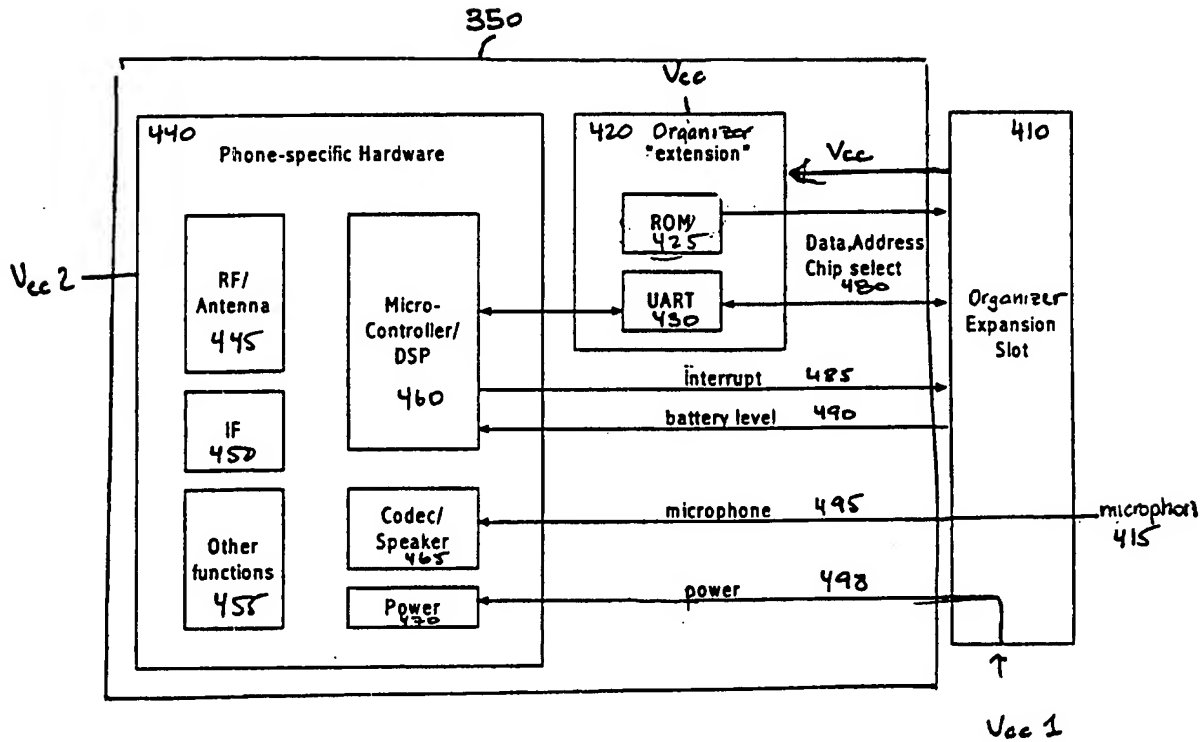 350
Vcc
440
Phone-specific Hardware
420 Organizer
"extension"
410
Vcc
ROM/
425
Data,Address
Chip select
480
UART
430
Vcc 2
RF/
Antenna
445
Micro-
Controller/
DSP
460
Organizer
Expansion
Slot
interrupt 485
battery level 490
IF
450
Codec/
Speaker
465
microphone 495
microphon
415
Other
functions
455
Power
470
power 498
Vcc 1